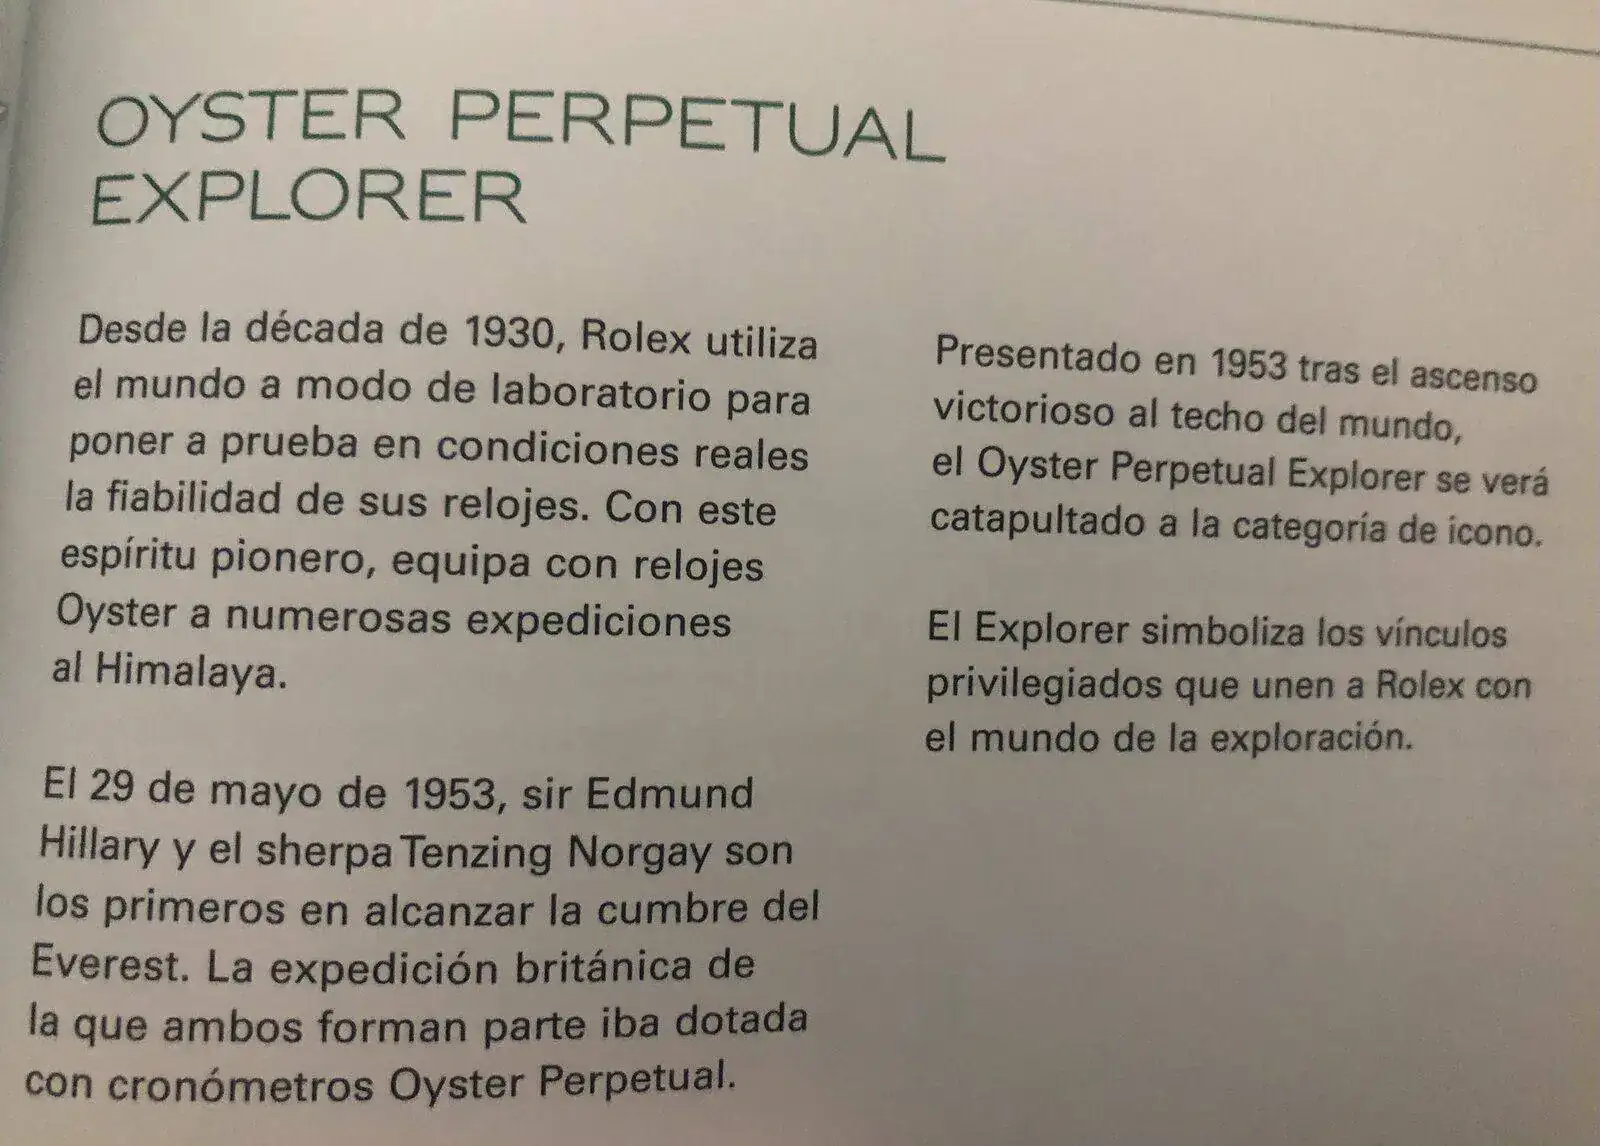 OYSTER PERPETUAL
EXPLORER
Desde la década de 1930, Rolex utiliza
el mundo a modo de laboratorio para
poner a prueba en condiciones reales
la fiabilidad de sus relojes. Con este
espíritu pionero, equipa con relojes
Oyster a numerosas expediciones
al Himalaya.
El 29 de mayo de 1953, sir Edmund
Hillary y el sherpa Tenzing Norgay son
los primeros en alcanzar la cumbre del
Everest. La expedición británica de
la que ambos forman parte iba dotada
con cronómetros Oyster Perpetual.
Presentado en 1953 tras el ascenso
victorioso al techo del mundo,
el Oyster Perpetual Explorer se verá
catapultado a la categoría de icono.
El Explorer simboliza los vínculos
privilegiados que unen a Rolex con
el mundo de la exploración.